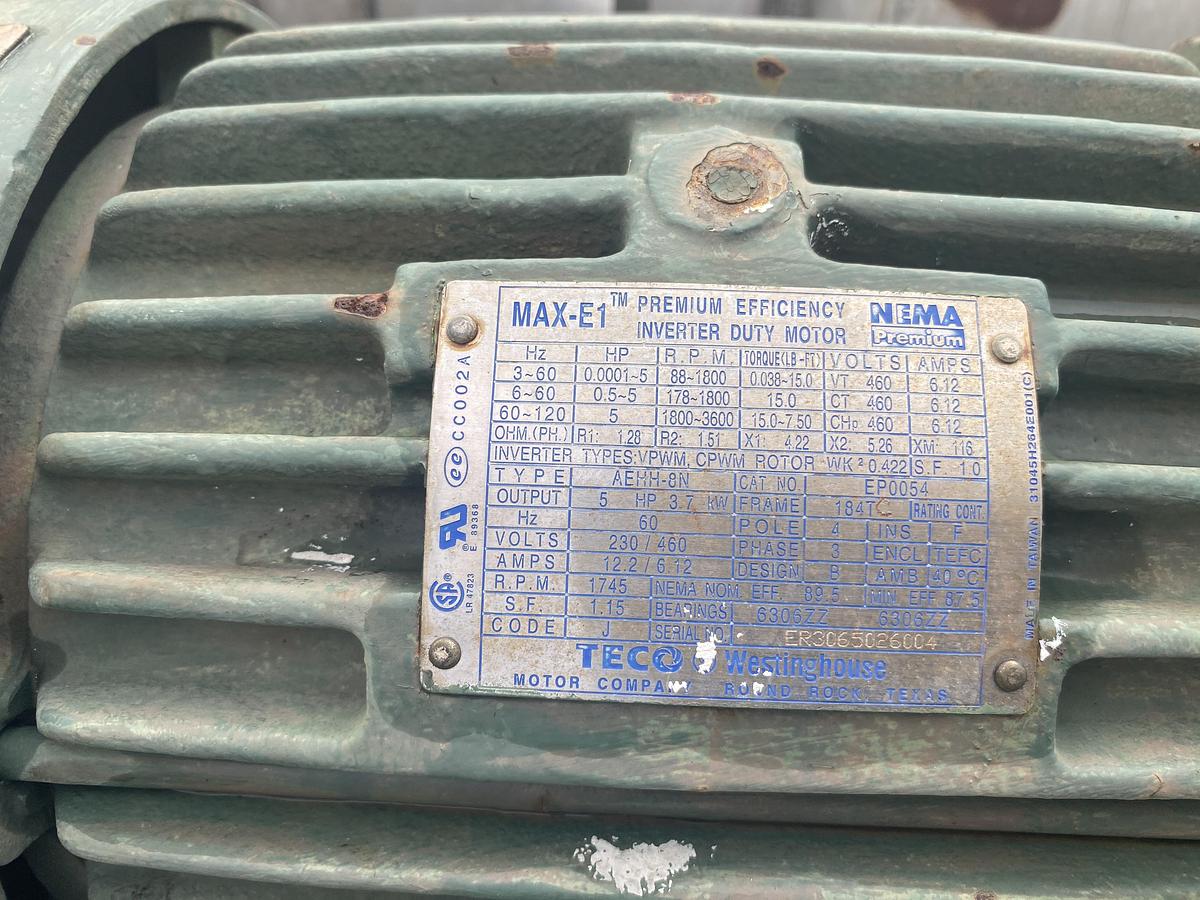 MAX-E1™ PREMIUM EFFICIENCY
INVERTER DUTY MOTOR
NEMA
Premium
Hz HP R.P.M. TORQUE(LB-FT) VOLTS AMPS
3~60 0.0001~5 88~1800 0.038~15.0 VT 460 6.12
6~60 0.5~5 178~1800 15.0 CT 460 6.12
60~120 5 1800~3600 15.0~7.50 CHP 460 6.12
OHM.(PH.) R1: 1.28 R2: 1.51 X1: 4.22 X2: 5.26 XM: 116
INVERTER TYPES:VPWM, CPWM ROTOR WK² 0.422 S.F 1.0
TYPE AEHH-8N CAT. NO. EP0054
OUTPUT 5 HP 3.7 kW FRAME 184TC RATING CONT.
Hz 60 POLE 4 INS F
VOLTS 230 / 460 PHASE 3 ENCL TEFC
AMPS 12.2 / 6.12 DESIGN B AMB 40 °C
R.P.M. 1745 NEMA NOM. EFF. 89.5 MIN. EFF 87.5
S.F. 1.15 BEARINGS 6306ZZ 6306ZZ
CODE J SERIAL NO. ER3065026004
TECO Westinghouse
MOTOR COMPANY ROUND ROCK, TEXAS
ee CC002A
® E 89368
SA® LR 47823
MADE IN TAIWAN 31045H264E001(C)